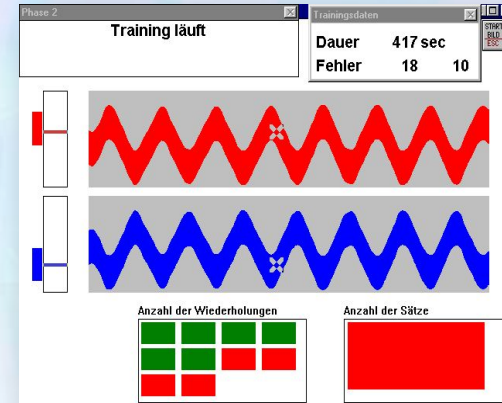 Phase 2
Training läuft
Trainingsdaten
Dauer 417 sec
Fehler 18 10
START
BILD
ESC
Anzahl der Wiederholungen
Anzahl der Sätze